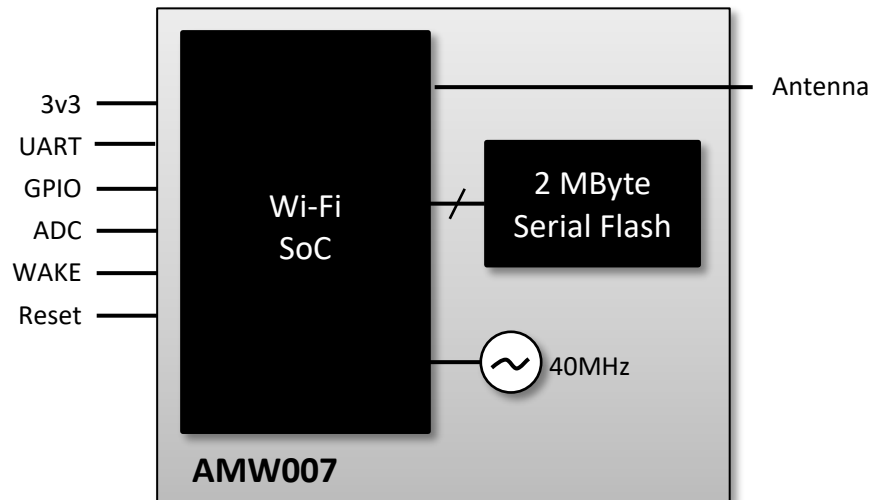 3v3
UART
GPIO
ADC
WAKE
Reset
Wi-Fi
SoC
Antenna
2 MByte
Serial Flash
40MHz
AMW007